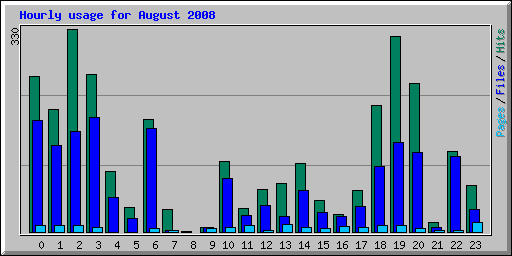 Hourly usage for August 2008
330
Pages/Files/Hits
0 1 2 3 4 5 6 7 8 9 10 11 12 13 14 15 16 17 18 19 20 21 22 23